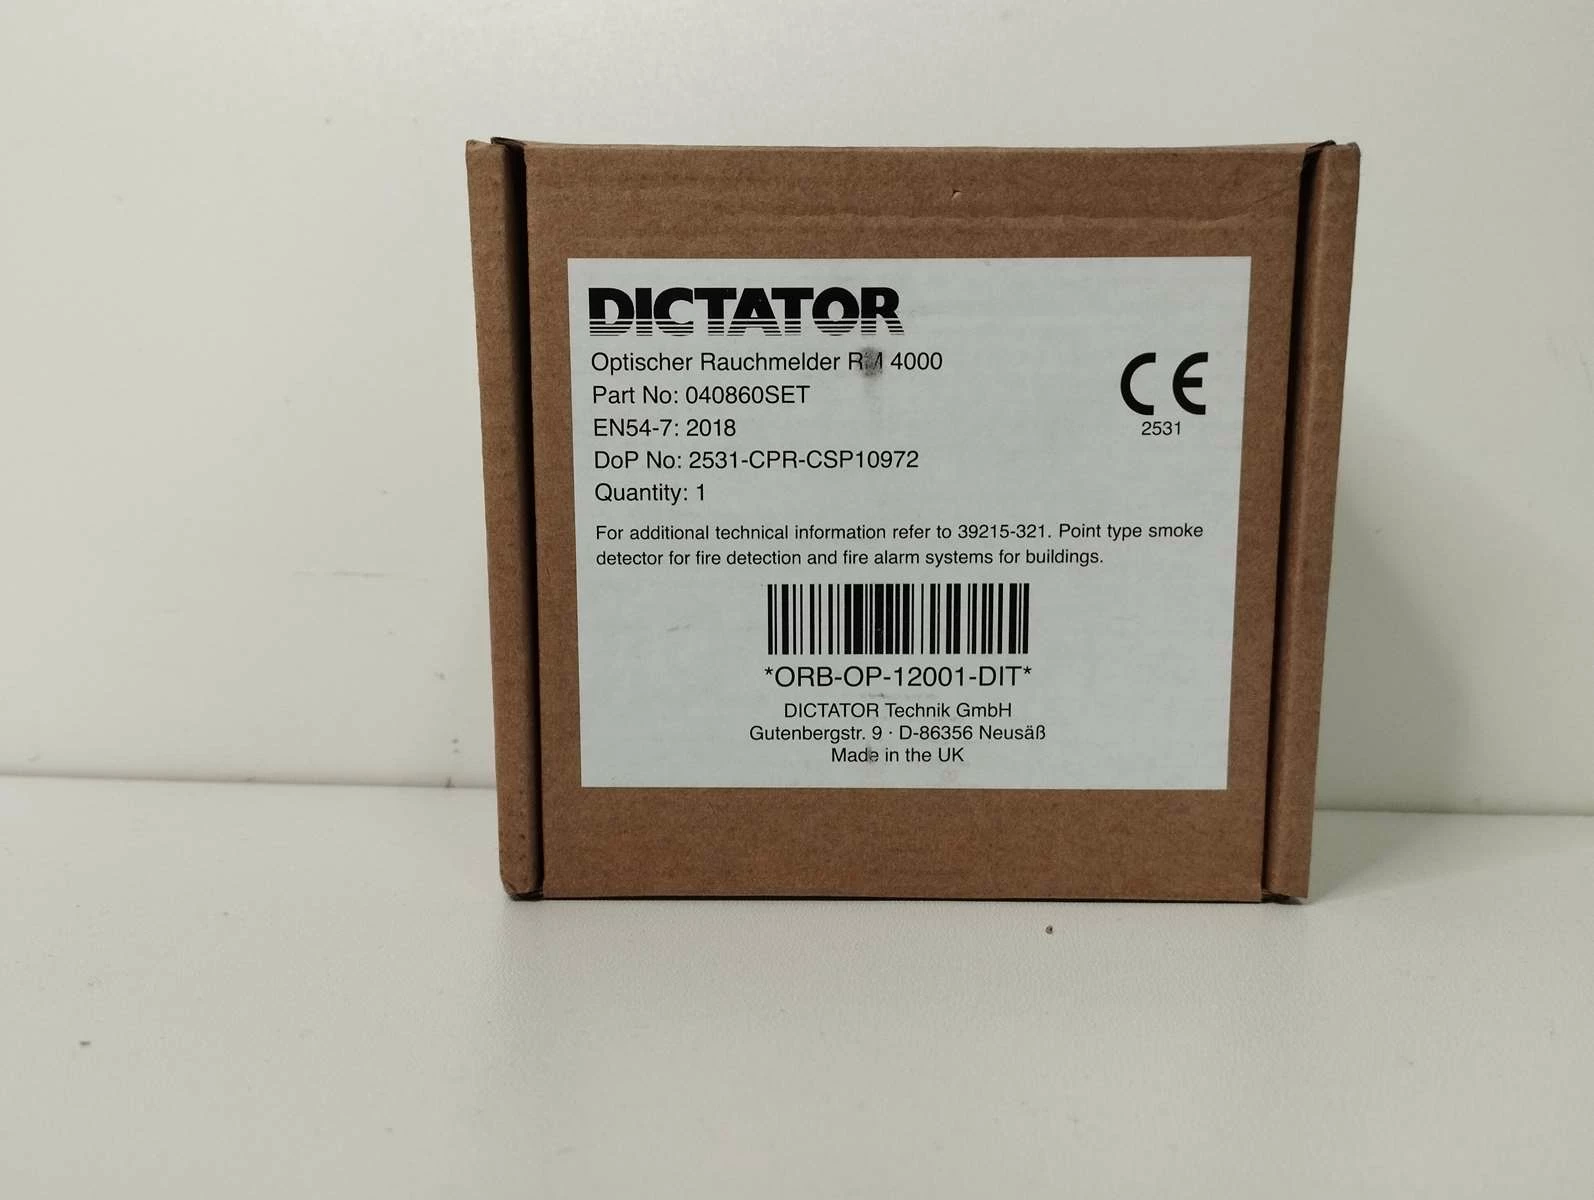 DICTATOR
Optischer Rauchmelder RM 4000
Part No: 040860SET
EN54-7: 2018
DoP No: 2531-CPR-CSP10972
Quantity: 1
CE
2531
For additional technical information refer to 39215-321. Point type smoke
detector for fire detection and fire alarm systems for buildings.
*ORB-OP-12001-DIT*
DICTATOR Technik GmbH
Gutenbergstr. 9 · D-86356 Neusäß
Made in the UK